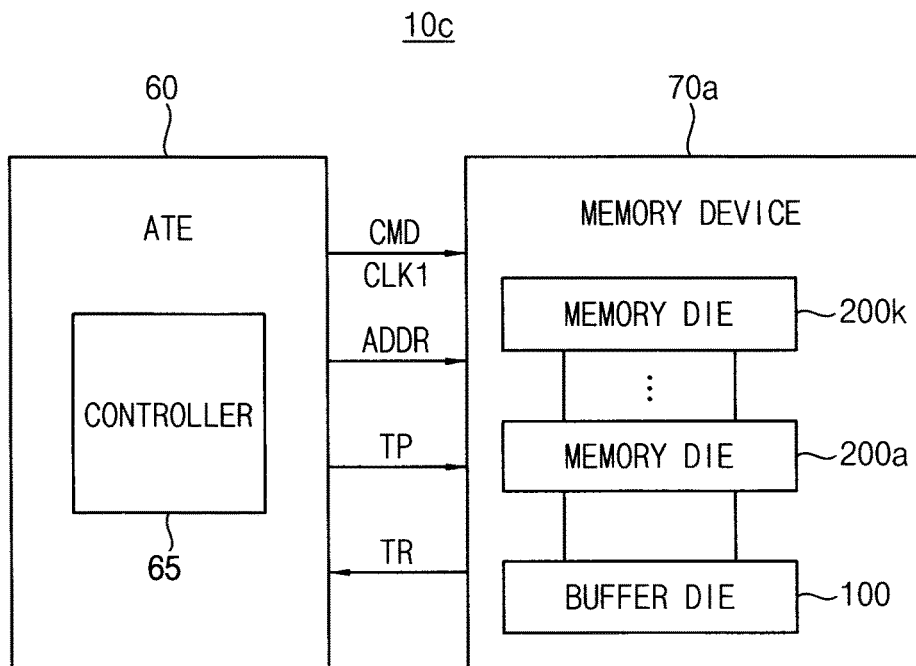 10c
60
70a
ATE
MEMORY DEVICE
CMD
CLK1
MEMORY DIE
200k
ADDR
⋮
CONTROLLER
MEMORY DIE
200a
TP
65
TR
BUFFER DIE
100